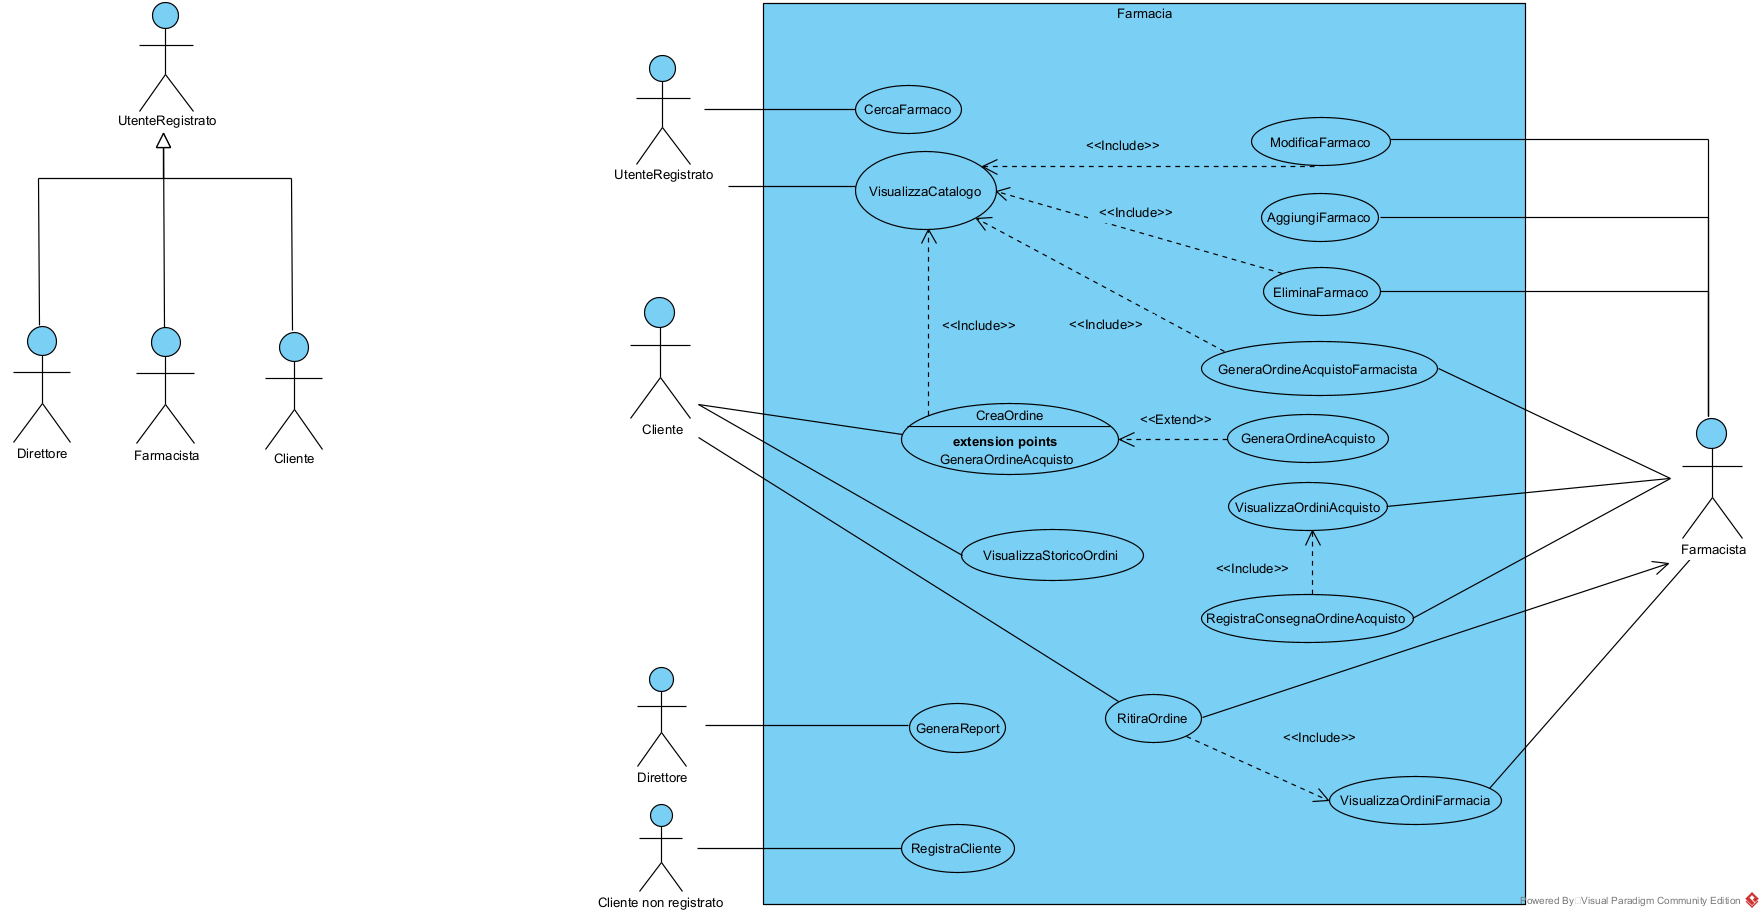 Farmacia
UtenteRegistrato
Direttore
Farmacista
Cliente
UtenteRegistrato
Cliente
Direttore
Cliente non registrato
CercaFarmaco
VisualizzaCatalogo
<<Include>>
ModificaFarmaco
<<Include>>
AggiungiFarmaco
EliminaFarmaco
<<Include>>
<<Include>>
GeneraOrdineAcquistoFarmacista
CreaOrdine
extension points
GeneraOrdineAcquisto
<<Extend>>
GeneraOrdineAcquisto
VisualizzaOrdiniAcquisto
VisualizzaStoricoOrdini
<<Include>>
RegistraConsegnaOrdineAcquisto
Farmacista
RitiraOrdine
GeneraReport
<<Include>>
VisualizzaOrdiniFarmacia
RegistraCliente
Powered By Visual Paradigm Community Edition